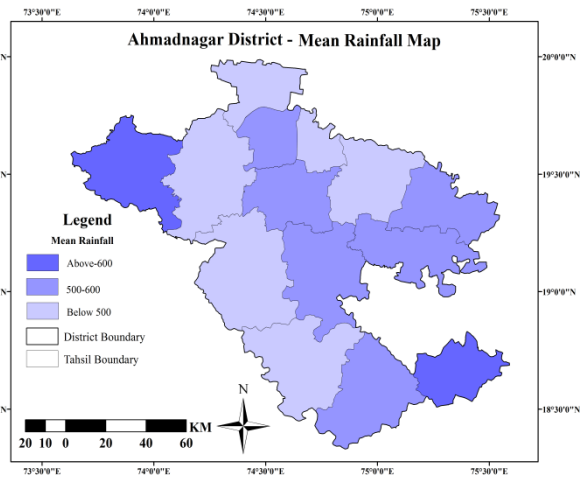 73°30'0"E 74°0'0"E 74°30'0"E 75°0'0"E 75°30'0"E
Ahmadnagar District - Mean Rainfall Map
N
20°0'0"N
N
19°30'0"N
Legend
Mean Rainfall
Above-600
500-600
Below 500
District Boundary
Tahsil Boundary
N
19°0'0"N
N
N
18°30'0"N
KM
20 10 0 20 40 60
73°30'0"E 74°0'0"E 74°30'0"E 75°0'0"E 75°30'0"E